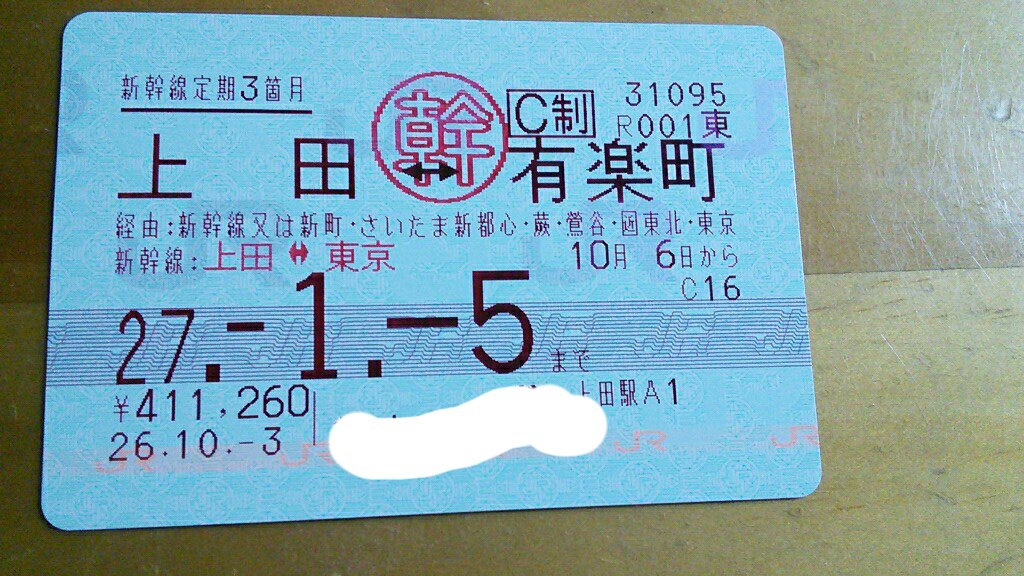 新幹線定期3箇月
幹
C制
31095
R001東
上田 ↔ 有楽町
経由:新幹線又は新町・さいたま新都心・蕨・鶯谷・囲東北・東京
新幹線:上田↔東京
10月 6日から
C16
27.-1.-5まで
¥411,260
上田駅A1
26.10.-3
JR JR JR JR